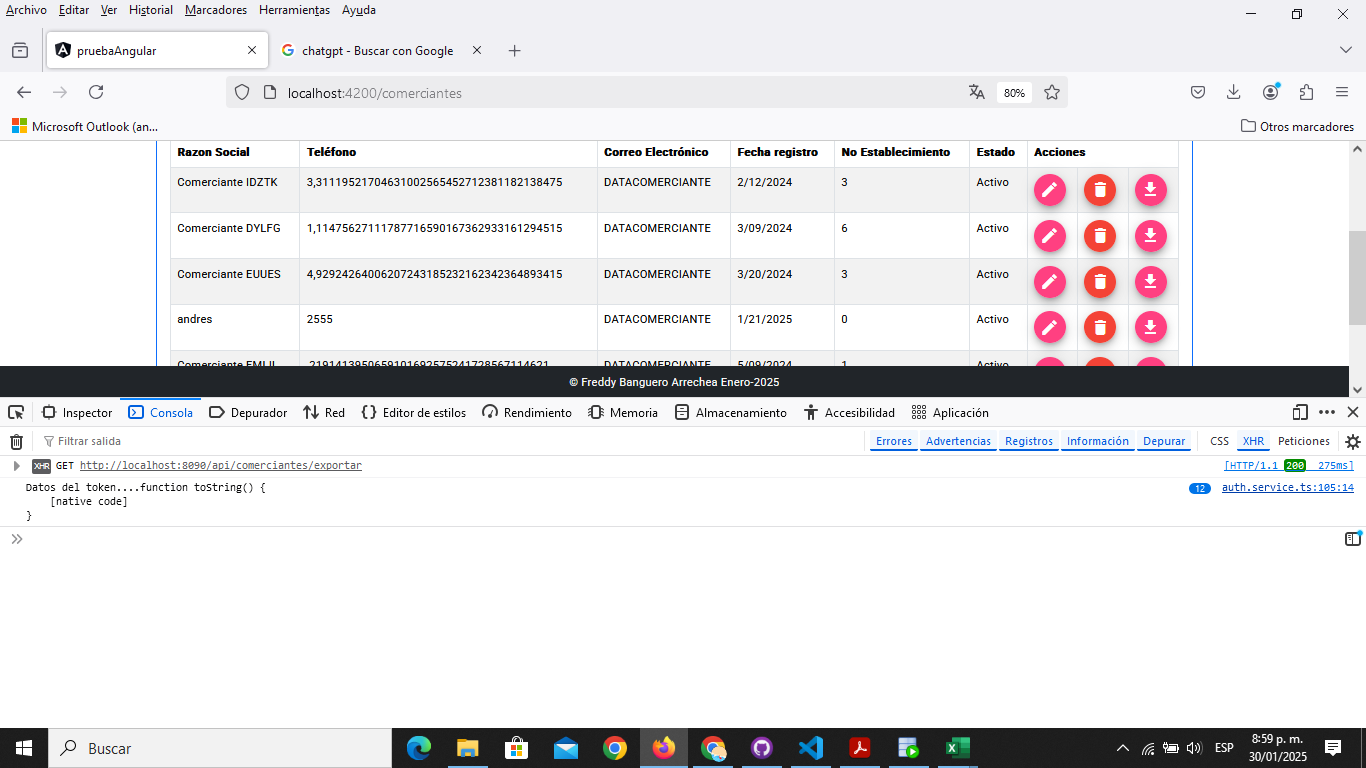 Archivo Editar Ver Historial Marcadores Herramientas Ayuda
pruebaAngular chatgpt - Buscar con Google
localhost:4200/comerciantes 80%
Microsoft Outlook (an... Otros marcadores
Razon Social Teléfono Correo Electrónico Fecha registro No Establecimiento Estado Acciones
Comerciante IDZTK 3,31119521704631002565452712381182138475 DATACOMERCIANTE 2/12/2024 3 Activo
Comerciante DYLFG 1,11475627111787716590167362933161294515 DATACOMERCIANTE 3/09/2024 6 Activo
Comerciante EUUES 4,92924264006207243185232162342364893415 DATACOMERCIANTE 3/20/2024 3 Activo
andres 2555 DATACOMERCIANTE 1/21/2025 0 Activo
Comerciante DATACOMERCIANTE 5/09/2024 1 Activo
© Freddy Banguero Arrechea Enero-2025
Inspector Consola Depurador Red Editor de estilos Rendimiento Memoria Almacenamiento Accesibilidad Aplicación
Filtrar salida Errores Advertencias Registros Información Depurar CSS XHR Peticiones
XHR GET http://localhost:8090/api/comerciantes/exportar [HTTP/1.1 200 275ms]
Datos del token....function toString() { 12 auth.service.ts:105:14
[native code]
}
Buscar ESP 8:59 p. m.
30/01/2025